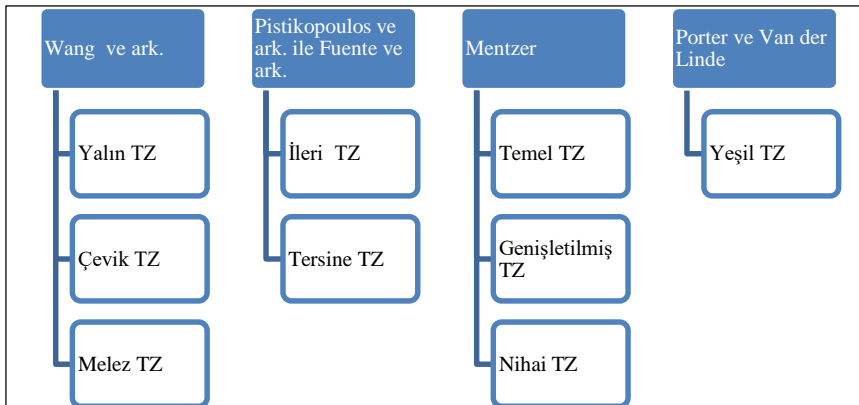 Wang ve ark.
Yalın TZ
Çevik TZ
Melez TZ
Pistikopoulos ve
ark. ile Fuente ve
ark.
İleri TZ
Tersine TZ
Mentzer
Temel TZ
Genişletilmiş
TZ
Nihai TZ
Porter ve Van der
Linde
Yeşil TZ